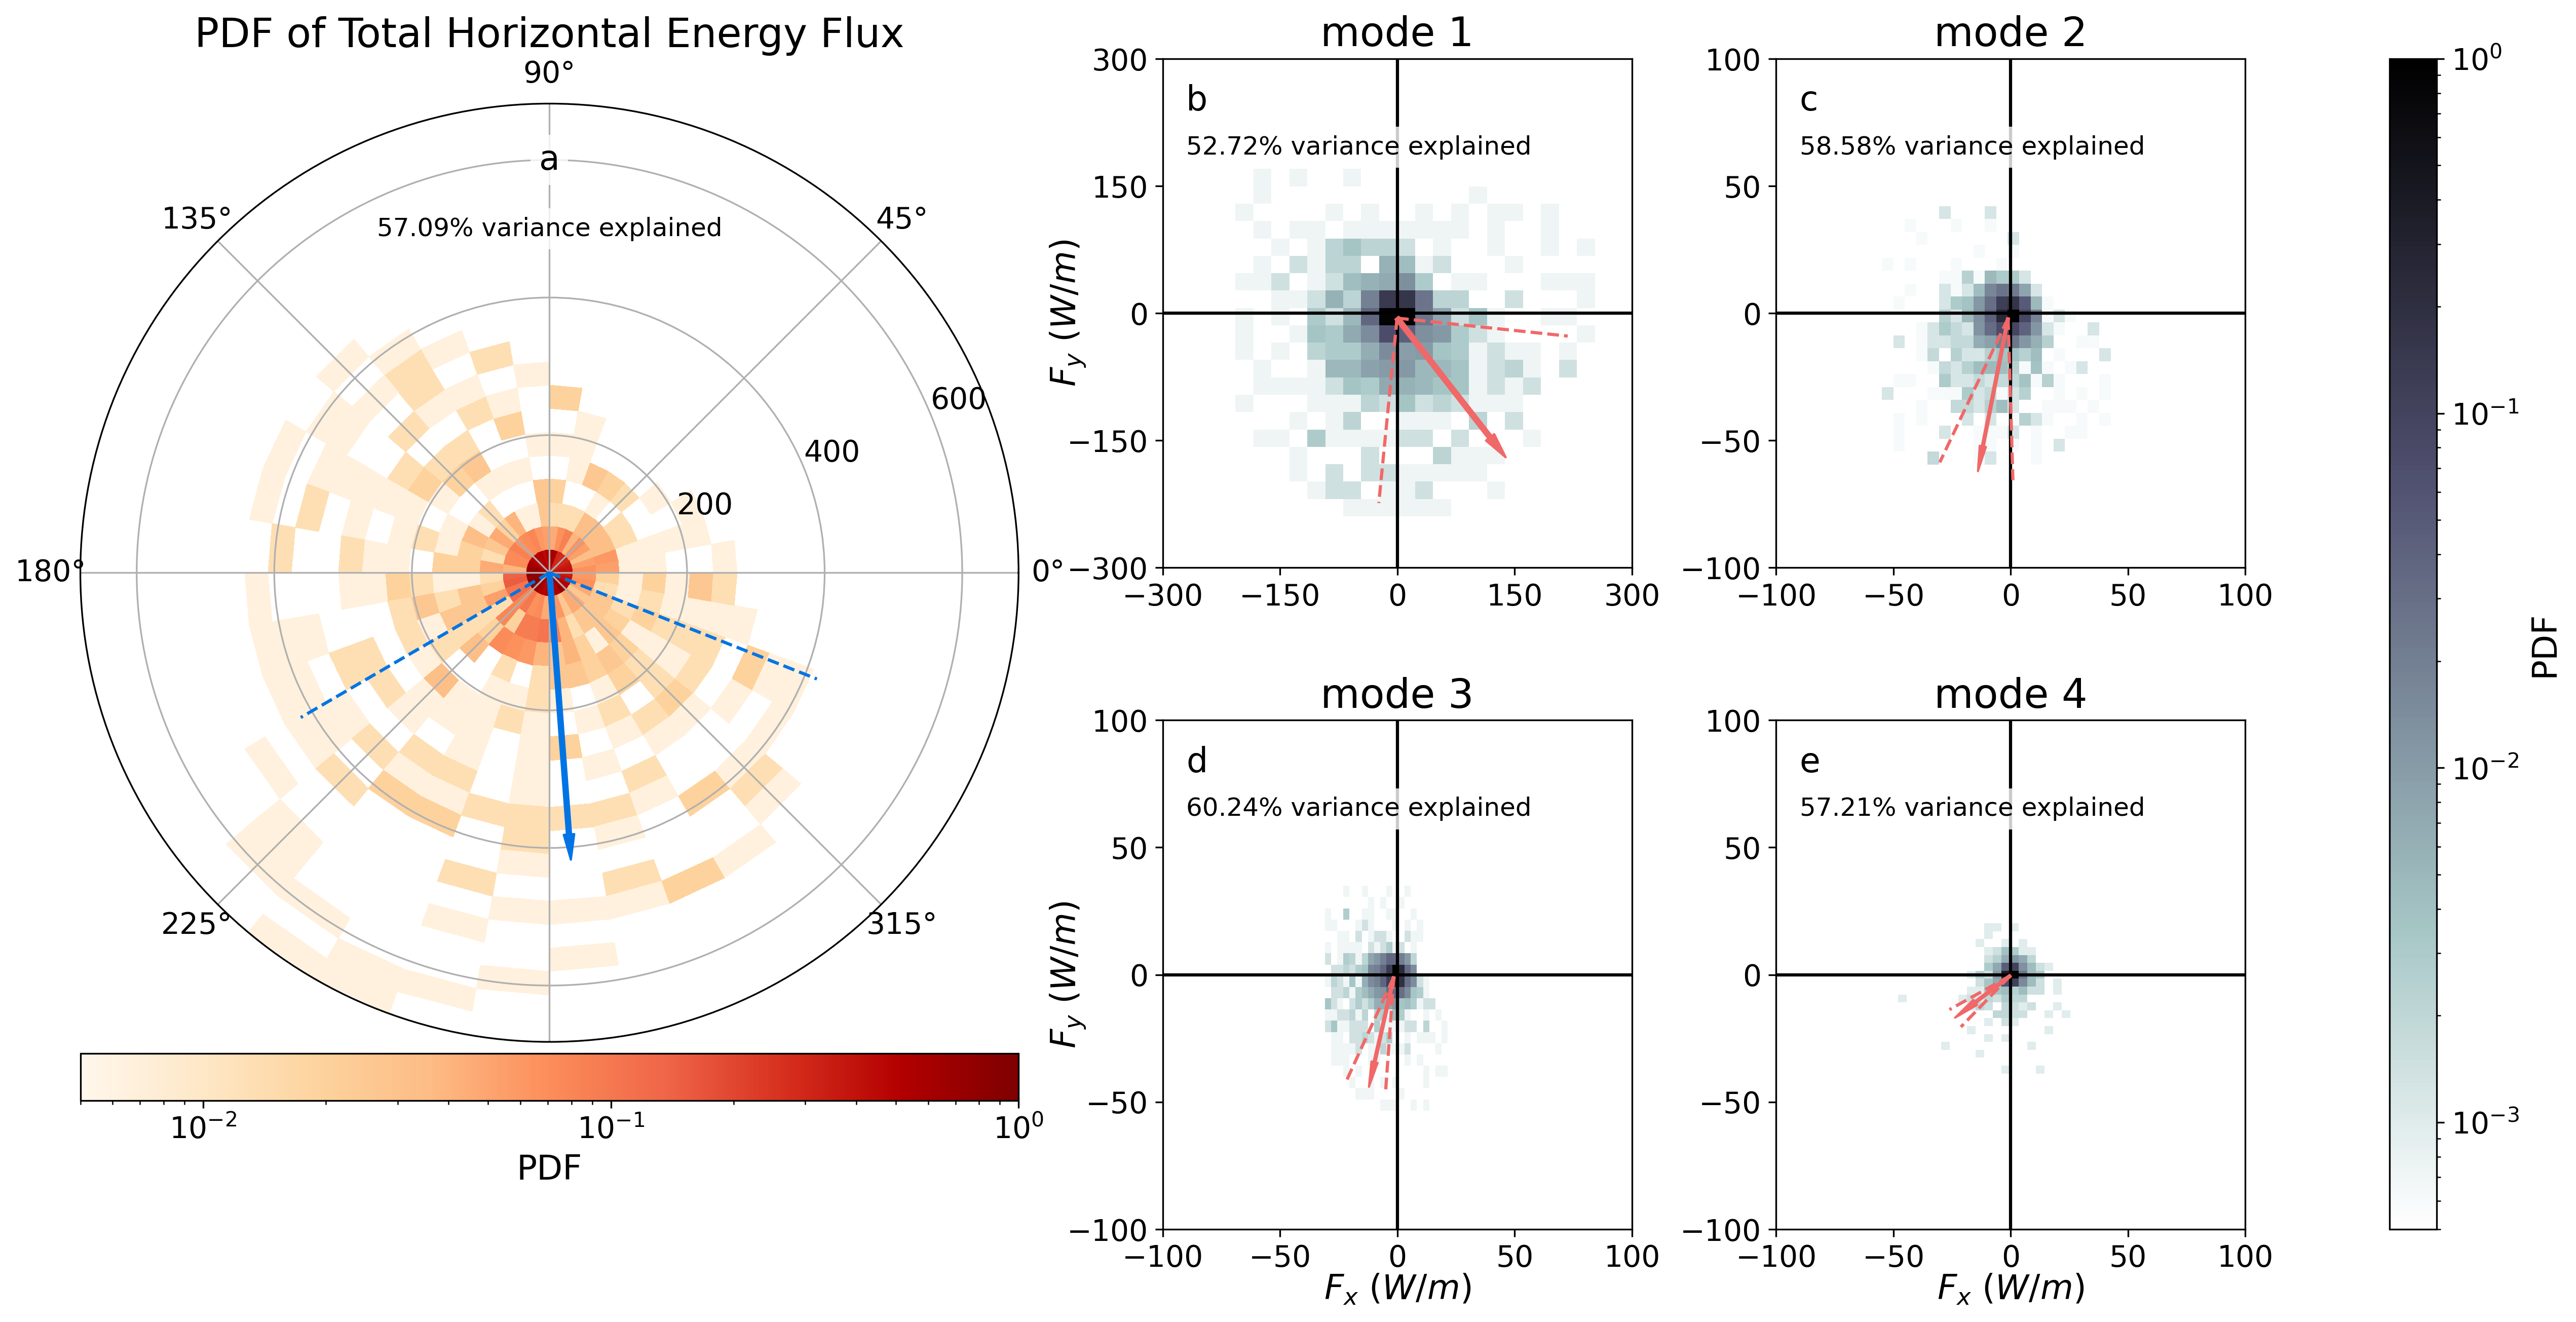 PDF of Total Horizontal Energy Flux
90°
a
135°
45°
57.09% variance explained
600
400
200
180°
0°
225°
315°
10⁻²
10⁻¹
10⁰
PDF
mode 1
b
52.72% variance explained
300
150
0
−150
−300
F_y (W/m)
−300
−150
0
150
300
mode 2
c
58.58% variance explained
100
50
0
−50
−100
−100
−50
0
50
100
mode 3
d
60.24% variance explained
100
50
0
−50
−100
F_y (W/m)
−100
−50
0
50
100
F_x (W/m)
mode 4
e
57.21% variance explained
100
50
0
−50
−100
−100
−50
0
50
100
F_x (W/m)
10⁰
10⁻¹
10⁻²
10⁻³
PDF